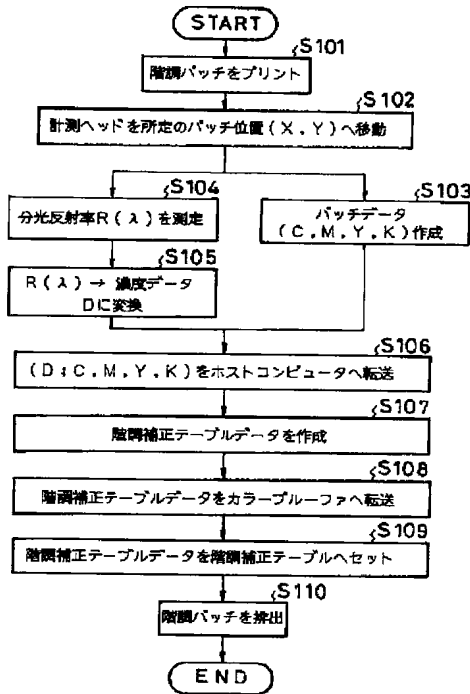 START
S101
階調パッチをプリント
S102
計測ヘッドを所定のパッチ位置(X,Y)へ移動
S104
分光反射率R(λ)を測定
S103
パッチデータ
(C,M,Y,K)作成
S105
R(λ)→ 濃度データ
Dに変換
S106
(D;C,M,Y,K)をホストコンピュータへ転送
S107
階調補正テーブルデータを作成
S108
階調補正テーブルデータをカラープルーファへ転送
S109
階調補正テーブルデータを階調補正テーブルへセット
S110
階調パッチを排出
END